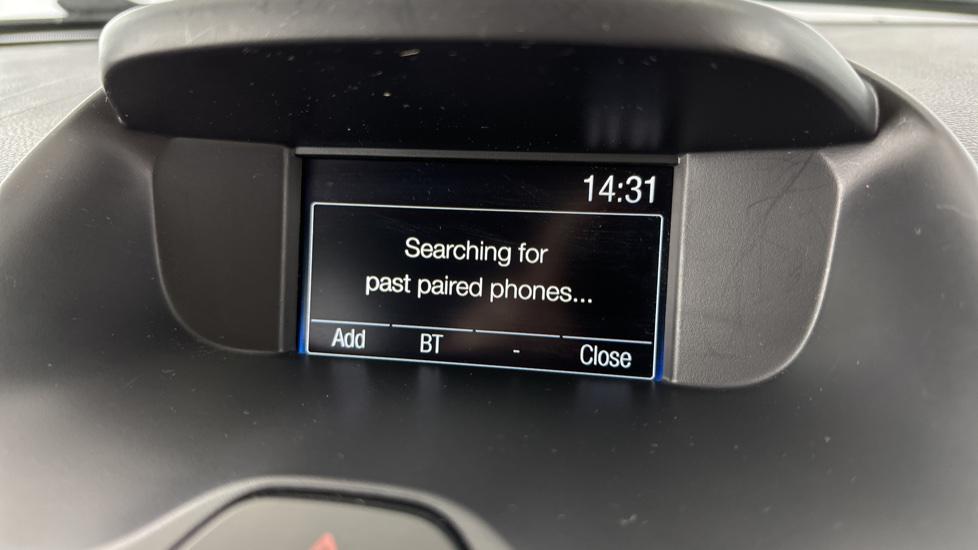 14:31
Searching for
past paired phones...
Add BT - Close